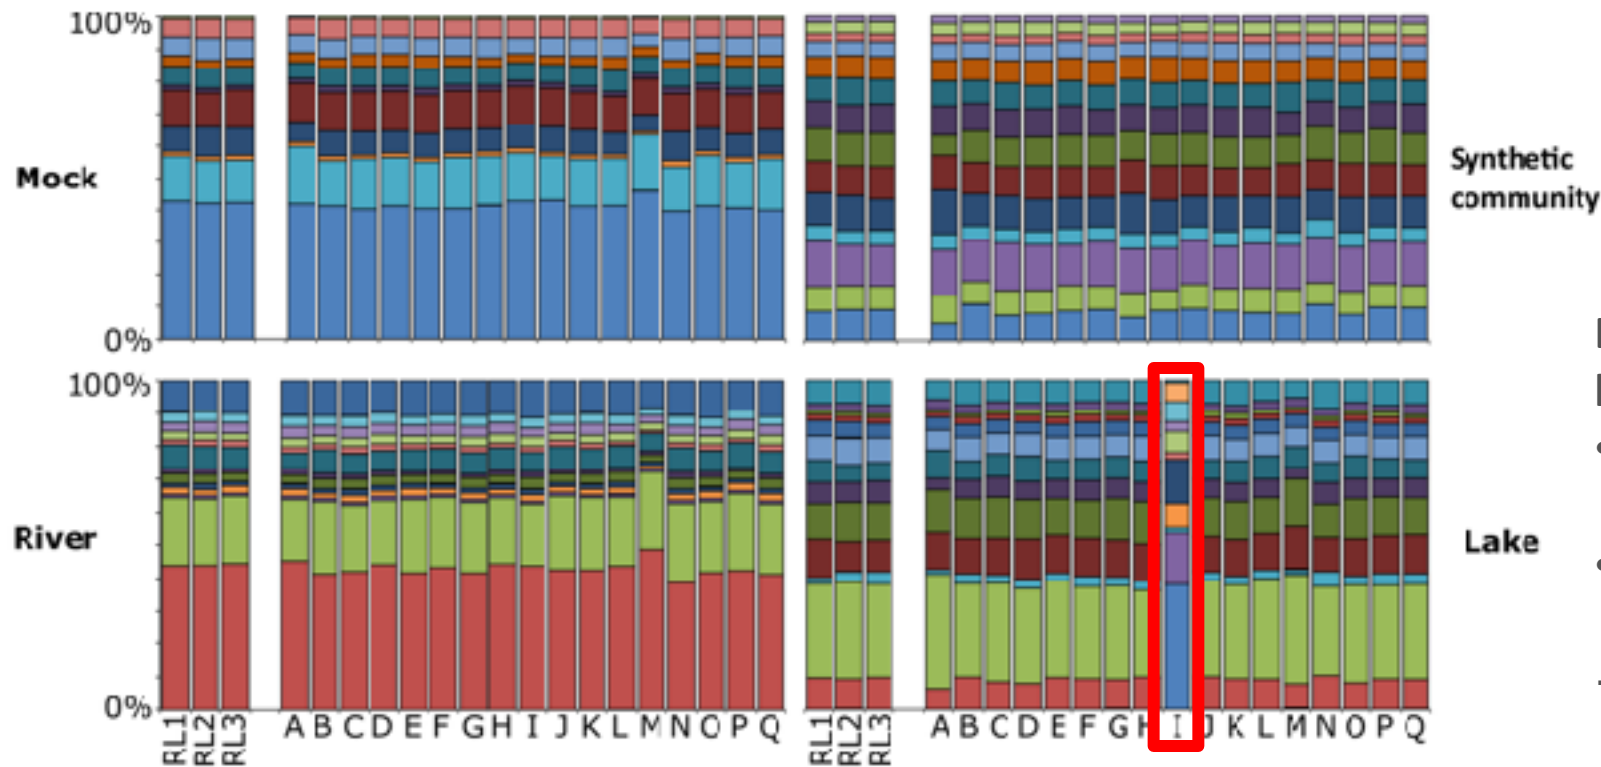 100%
Mock
0%
Synthetic
community
100%
River
0%
RL1 RL2 RL3 A B C D E F G H I J K L M N O P Q
Lake
RL1 RL2 RL3 A B C D E F G H I J K L M N O P Q